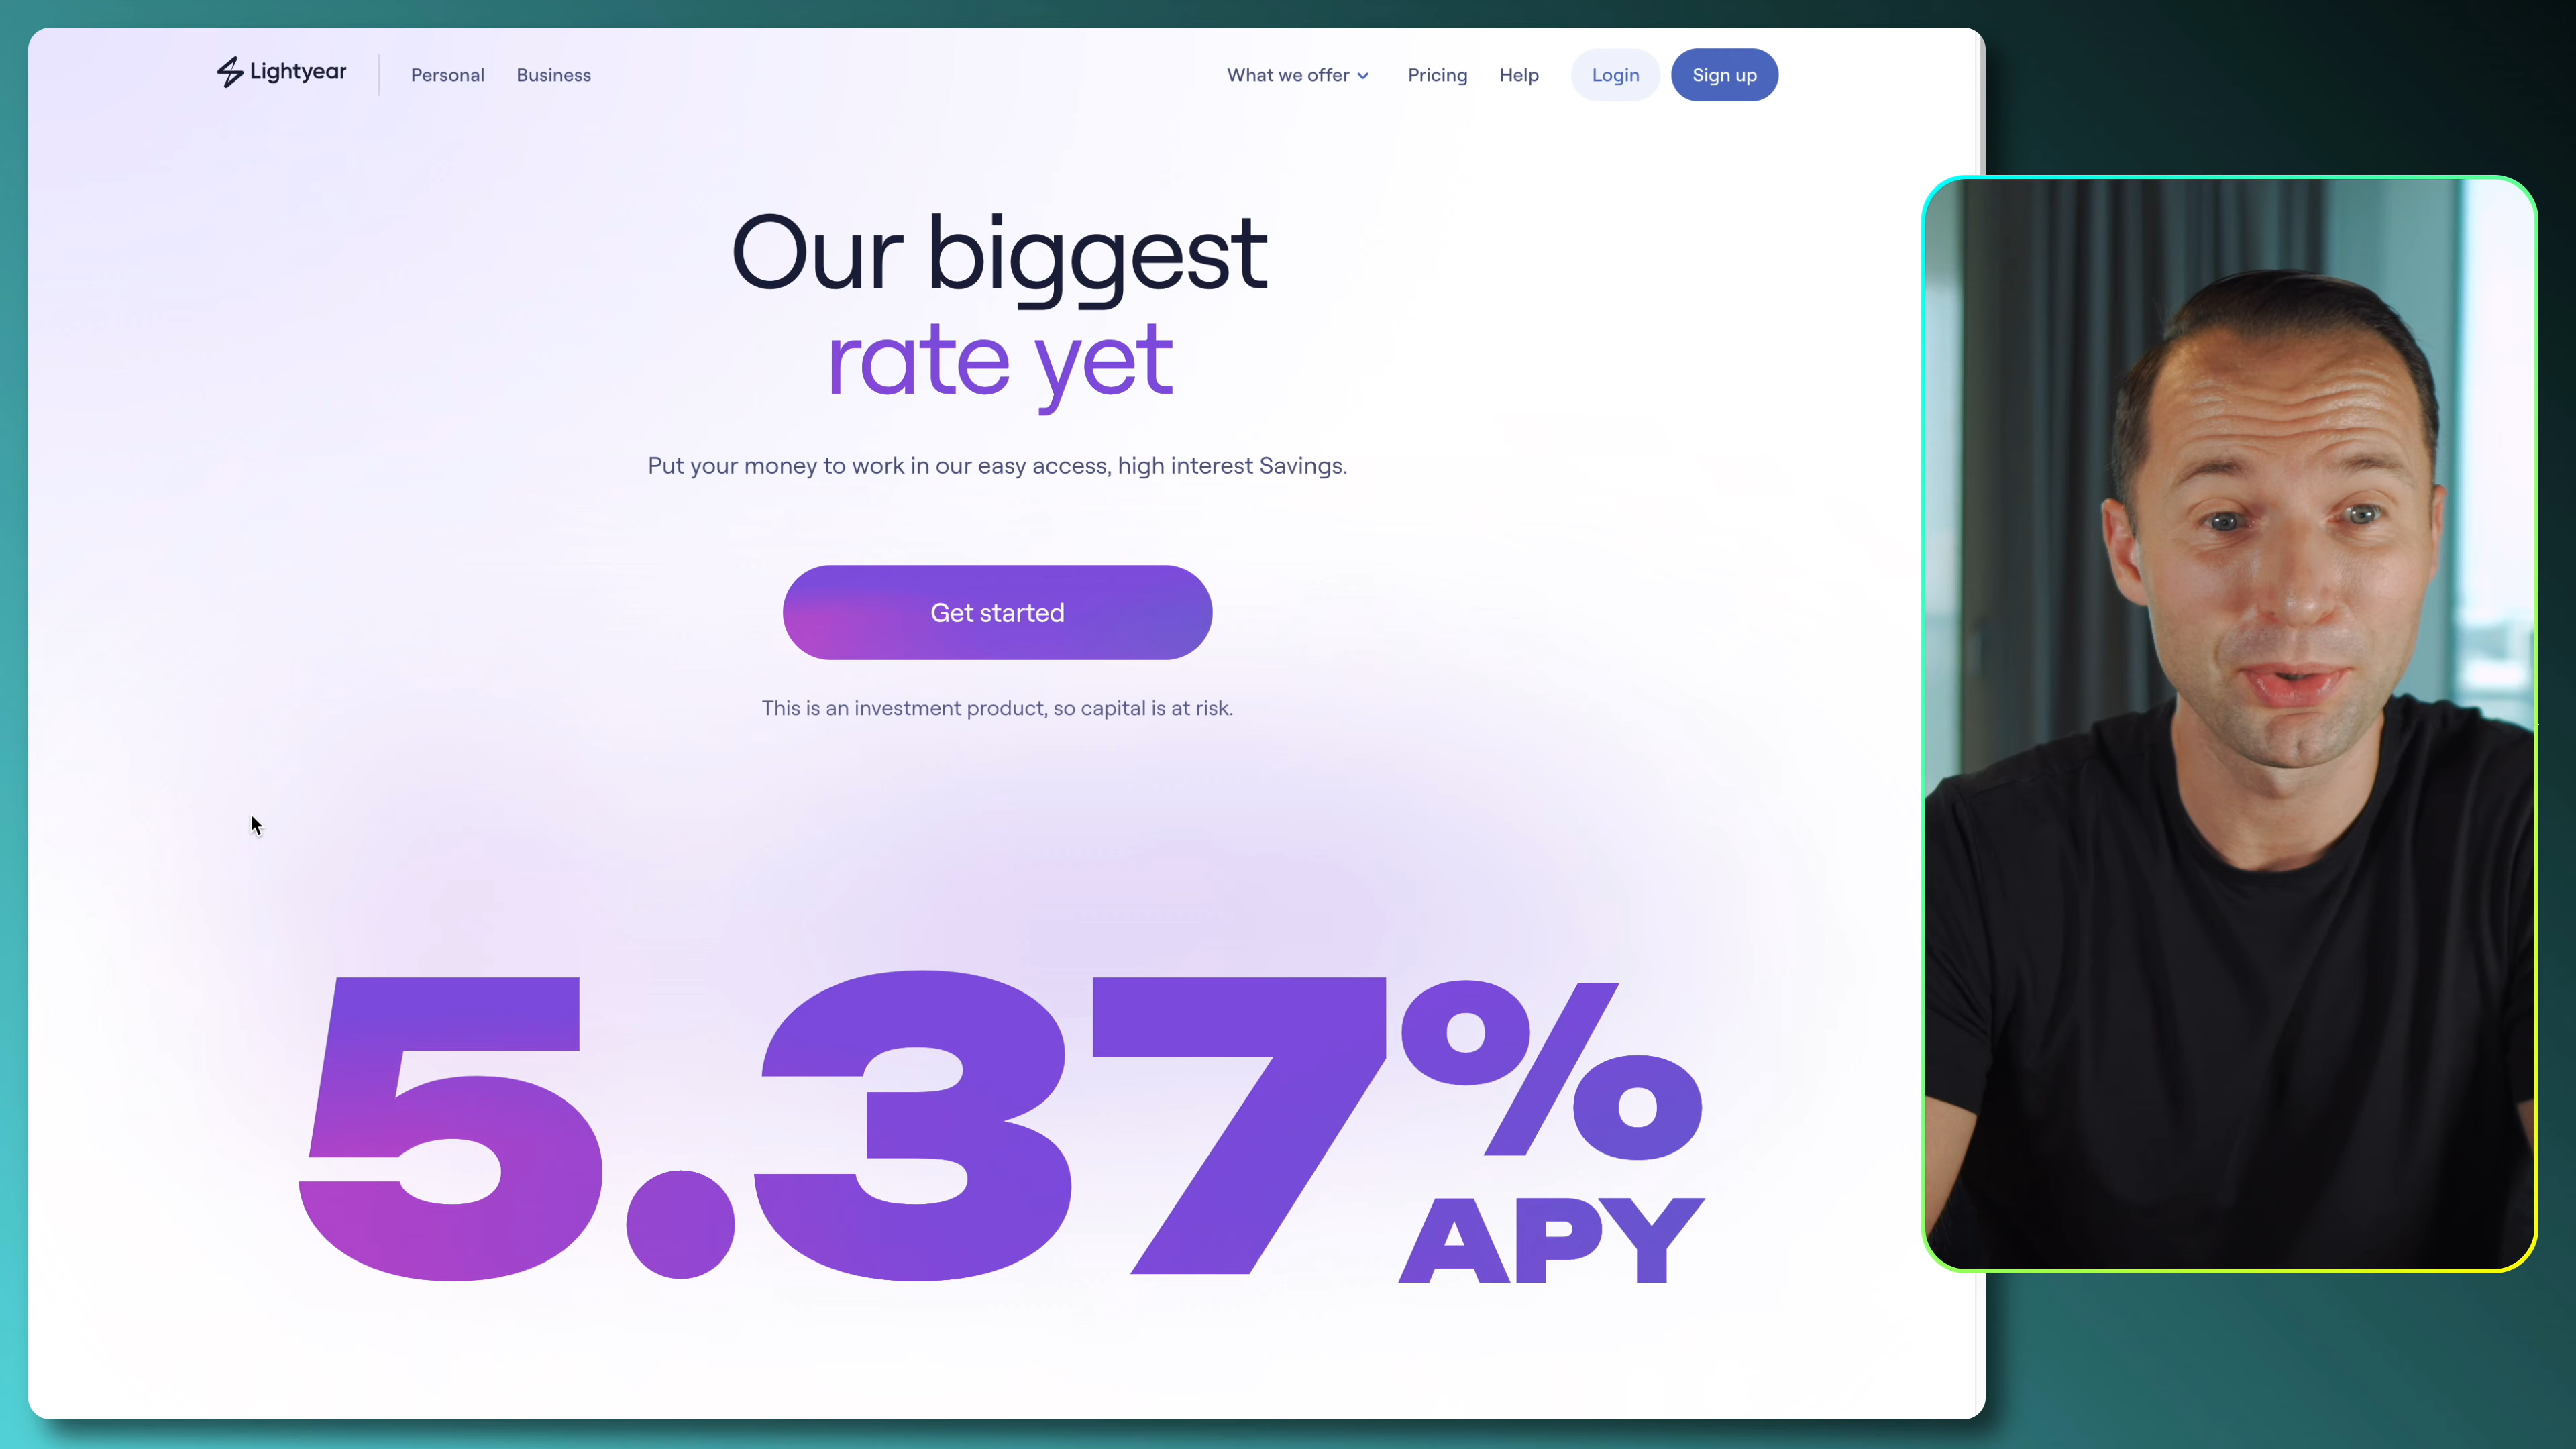 Lightyear
Personal
Business
What we offer
Pricing
Help
Login
Sign up
Our biggest
rate yet
Put your money to work in our easy access, high interest Savings.
Get started
This is an investment product, so capital is at risk.
5.37%
APY